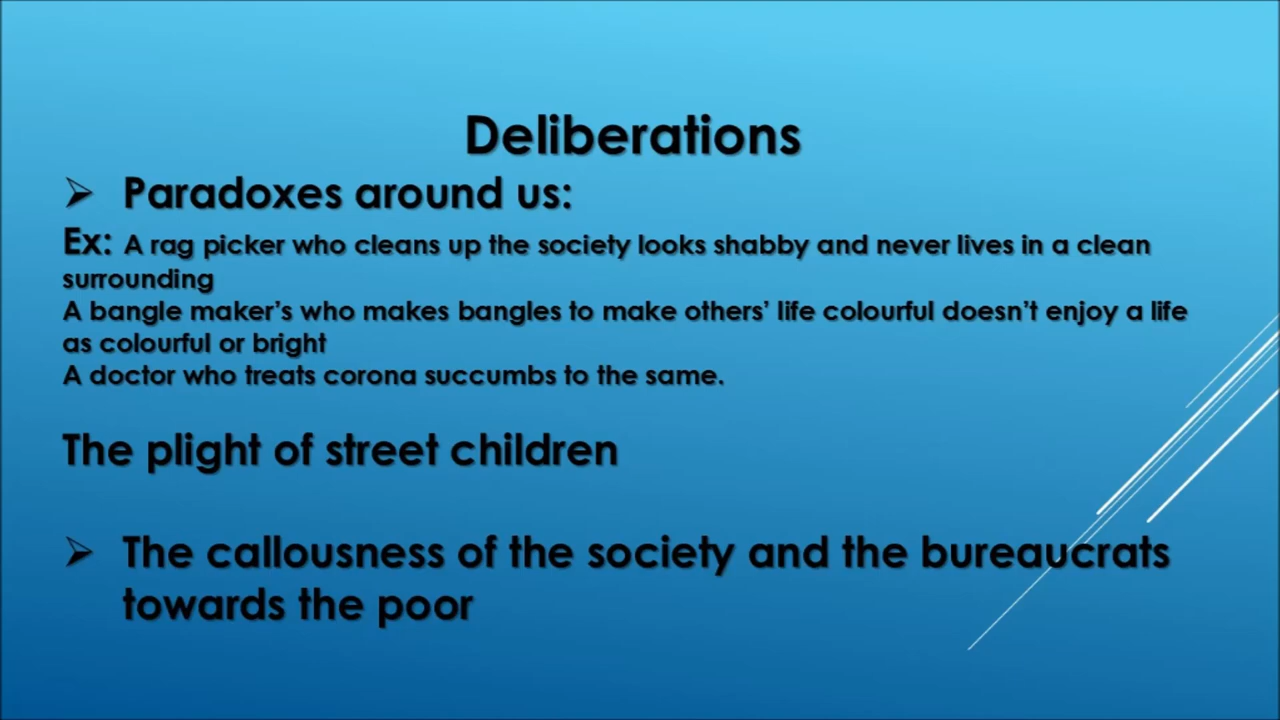 Deliberations
➢ Paradoxes around us:
Ex: A rag picker who cleans up the society looks shabby and never lives in a clean
surrounding
A bangle maker’s who makes bangles to make others’ life colourful doesn’t enjoy a life
as colourful or bright
A doctor who treats corona succumbs to the same.
The plight of street children
➢ The callousness of the society and the bureaucrats
towards the poor